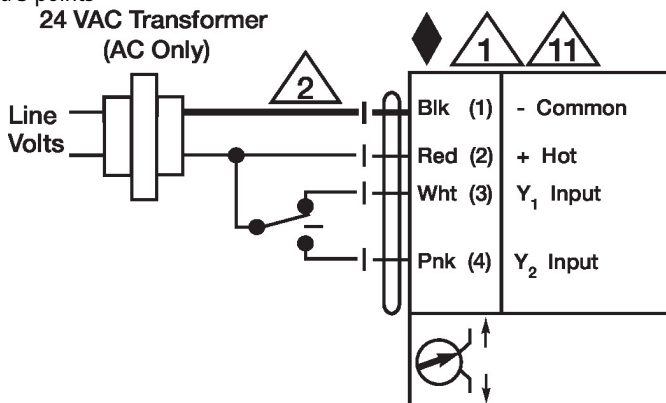 points
24 VAC Transformer
(AC Only)
1
11
2
Line
Volts
Blk (1) - Common
Red (2) + Hot
Wht (3) Y1 Input
Pnk (4) Y2 Input